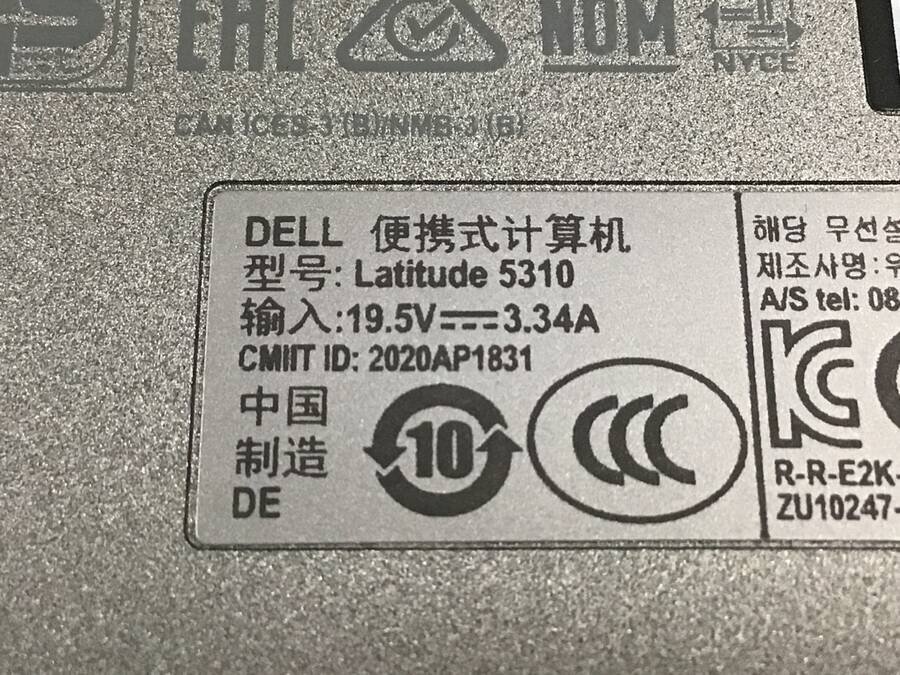 EAC
NOM
NYCE
CAN ICES-3 (B)/NMB-3 (B)
DELL 便携式计算机
型号: Latitude 5310
输入:19.5V⎓3.34A
CMIIT ID: 2020AP1831
中国
制造
DE
10
CCC
해당 무선설
제조사명:
A/S tel: 08
KC
R-R-E2K-
ZU10247-